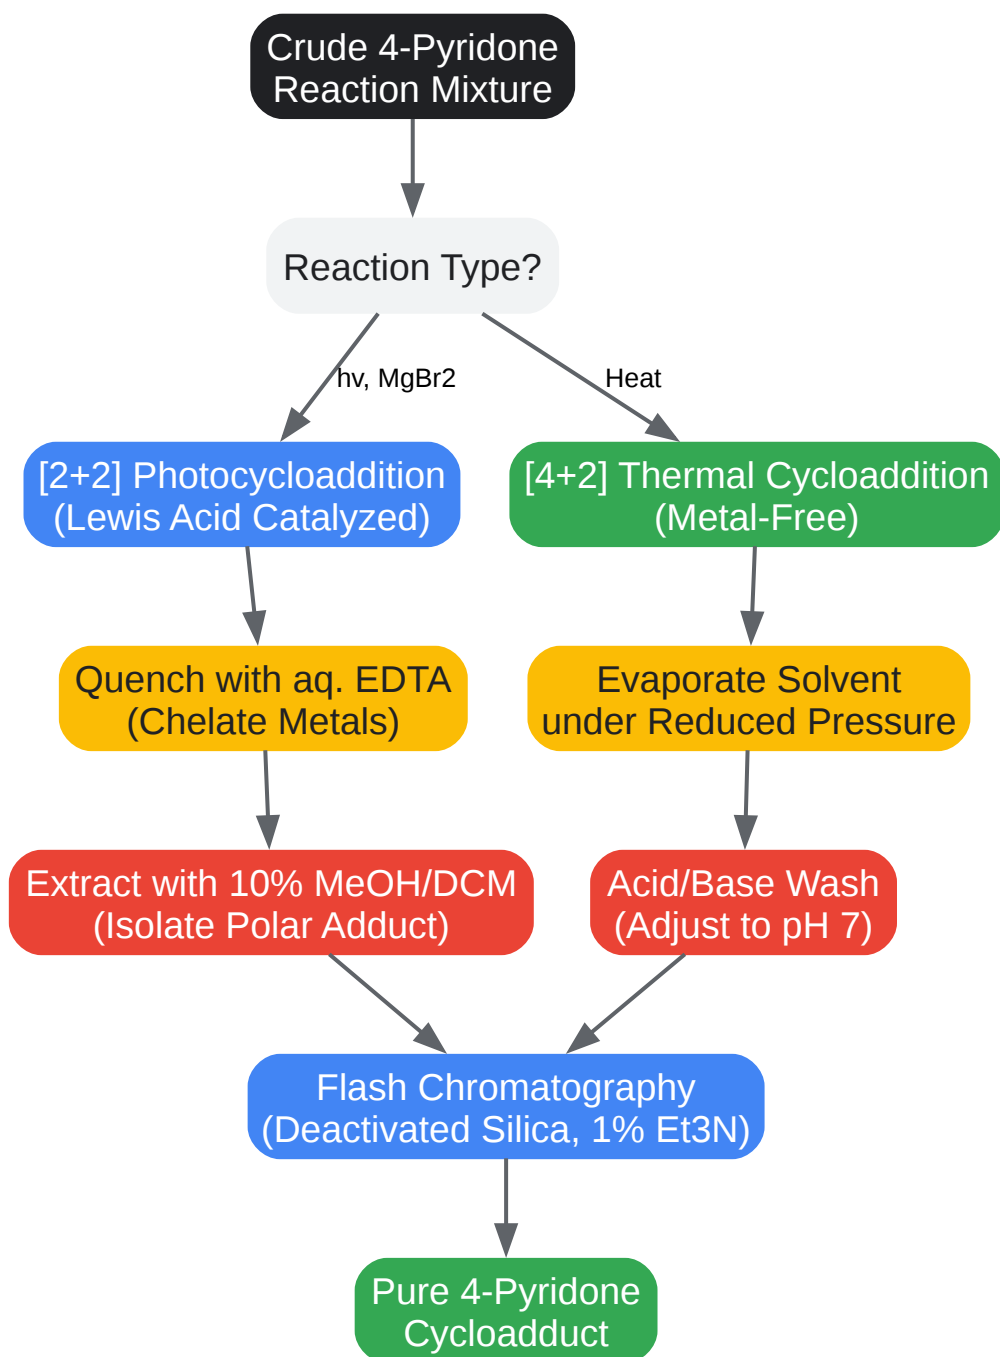 Crude 4-Pyridone
Reaction Mixture
Reaction Type?
hv, MgBr2
Heat
[2+2] Photocycloaddition
(Lewis Acid Catalyzed)
[4+2] Thermal Cycloaddition
(Metal-Free)
Quench with aq. EDTA
(Chelate Metals)
Evaporate Solvent
under Reduced Pressure
Extract with 10% MeOH/DCM
(Isolate Polar Adduct)
Acid/Base Wash
(Adjust to pH 7)
Flash Chromatography
(Deactivated Silica, 1% Et3N)
Pure 4-Pyridone
Cycloadduct